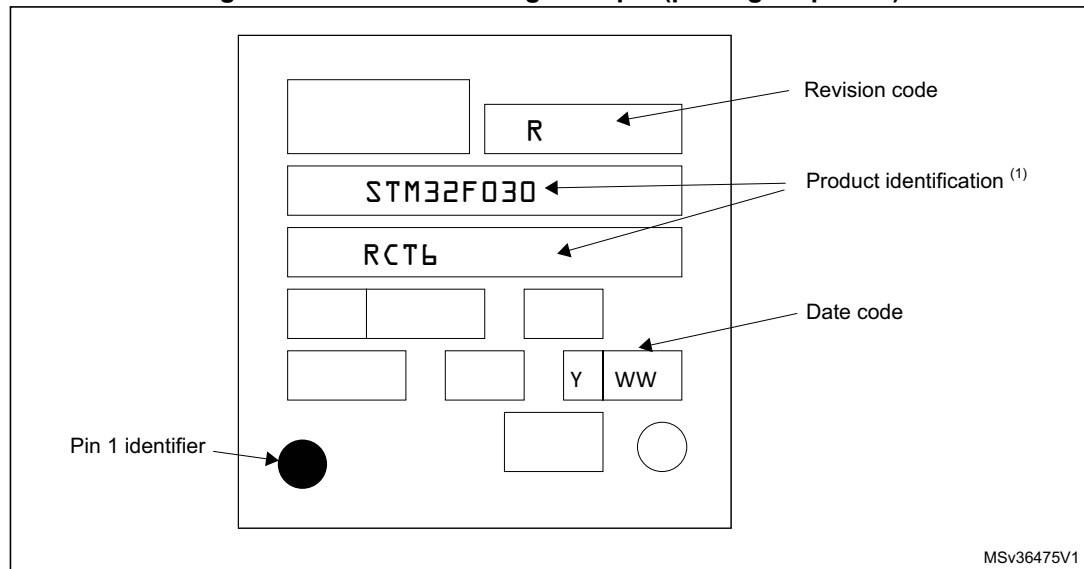 Revision code
R
STM32F030
Product identification (1)
RCT6
Date code
Y WW
Pin 1 identifier
MSv36475V1